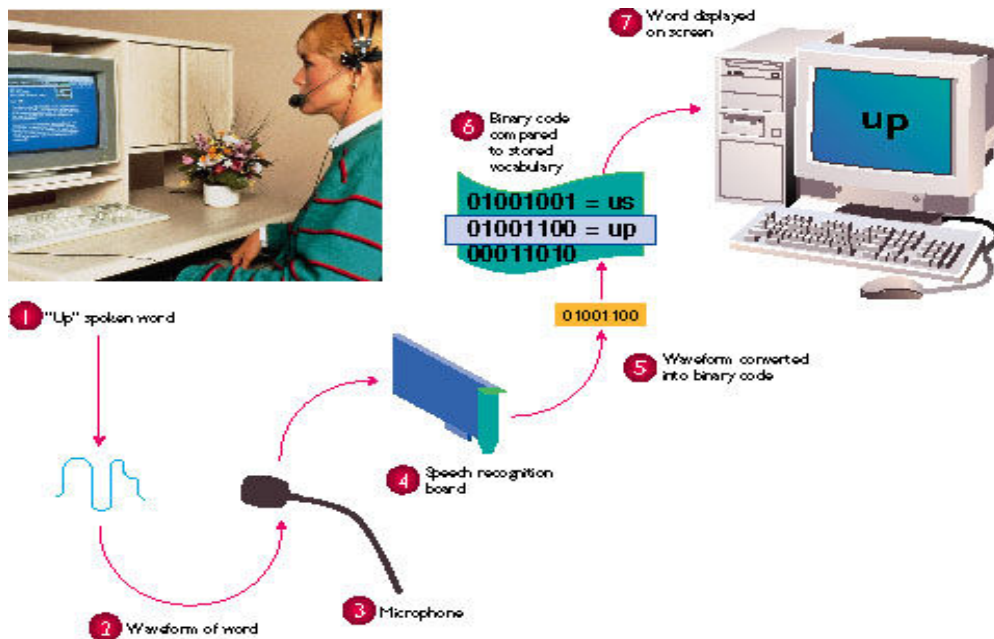 1 "Up" spoken word
2 Waveform of word
3 Microphone
4 Speech recognition
board
5 Waveform converted
into binary code
01001100
6 Binary code
compared
to stored
vocabulary
01001001 = us
01001100 = up
00011010
7 Word displayed
on screen
up